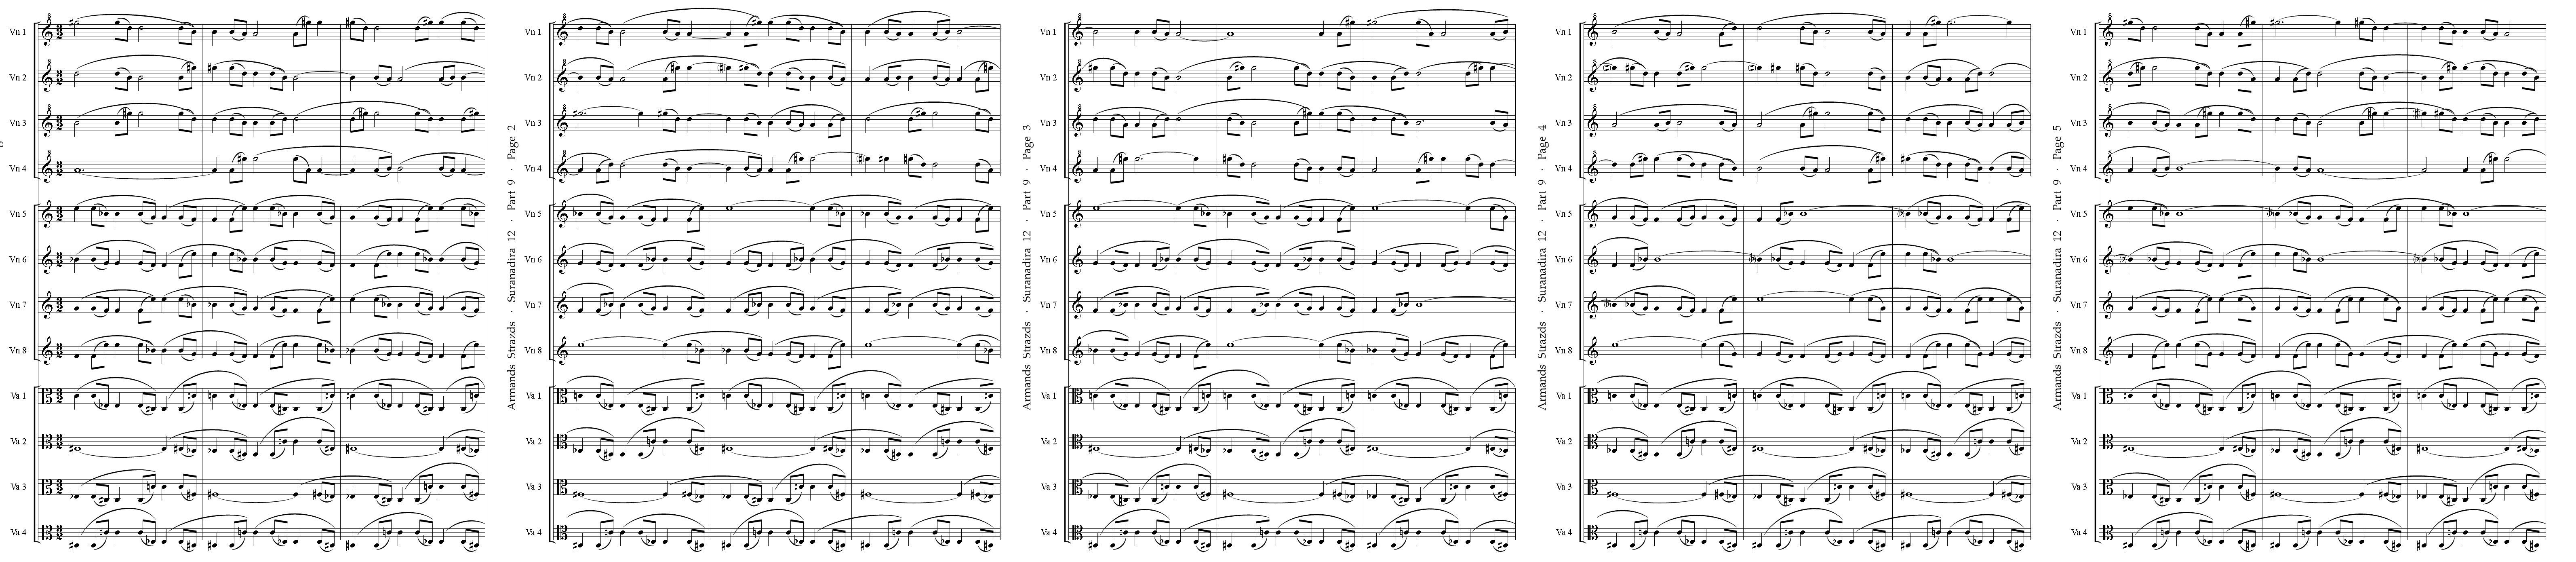 Vn 1
Vn 2
Vn 3
Vn 4
Vn 5
Vn 6
Vn 7
Vn 8
Va 1
Va 2
Va 3
Va 4
Armands Strazds · Suranadira 12 · Part 9 · Page 2
Vn 1
Vn 2
Vn 3
Vn 4
Vn 5
Vn 6
Vn 7
Vn 8
Va 1
Va 2
Va 3
Va 4
Armands Strazds · Suranadira 12 · Part 9 · Page 3
Vn 1
Vn 2
Vn 3
Vn 4
Vn 5
Vn 6
Vn 7
Vn 8
Va 1
Va 2
Va 3
Va 4
Armands Strazds · Suranadira 12 · Part 9 · Page 4
Vn 1
Vn 2
Vn 3
Vn 4
Vn 5
Vn 6
Vn 7
Vn 8
Va 1
Va 2
Va 3
Va 4
Armands Strazds · Suranadira 12 · Part 9 · Page 5
Vn 1
Vn 2
Vn 3
Vn 4
Vn 5
Vn 6
Vn 7
Vn 8
Va 1
Va 2
Va 3
Va 4